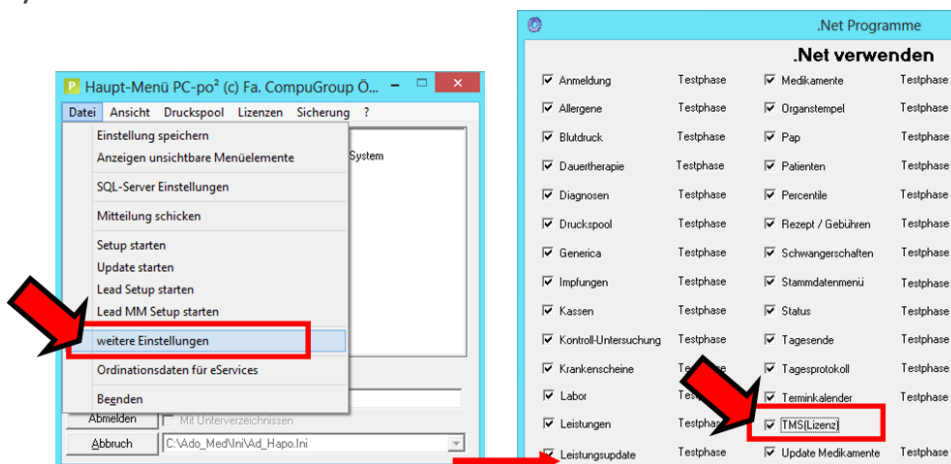 Haupt-Menü PC-po² (c) Fa. CompuGroup Ö...
Datei Ansicht Druckspool Lizenzen Sicherung ?
Einstellung speichern
Anzeigen unsichtbare Menüelemente
System
SQL-Server Einstellungen
Mitteilung schicken
Setup starten
Update starten
Lead Setup starten
Lead MM Setup starten
weitere Einstellungen
Ordinationsdaten für eServices
Beenden
Abmelden Mit Unterverzeichnissen
Abbruch C:\Ado_Med\Ini\Ad_Hapo.Ini
.Net Programme
.Net verwenden
Anmeldung Testphase Medikamente Testphase
Allergene Testphase Organstempel Testphase
Blutdruck Testphase Pap Testphase
Dauertherapie Testphase Patienten Testphase
Diagnosen Testphase Percentile Testphase
Druckspool Testphase Rezept / Gebühren Testphase
Generica Testphase Schwangerschaften Testphase
Impfungen Testphase Stammdatenmenü Testphase
Kassen Testphase Status Testphase
Kontroll-Untersuchung Testphase Tagesende Testphase
Krankenscheine Tagesprotokoll Testphase
Labor Terminkalender Testphase
Leistungen TMS(Lizenz)
Leistungsupdate Testphase Update Medikamente Testphase